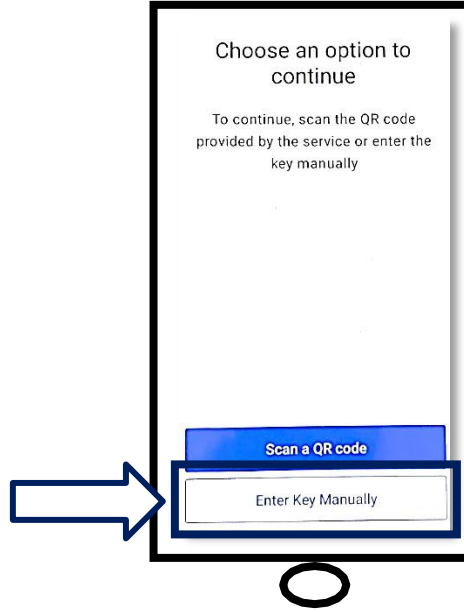 Choose an option to
continue
To continue, scan the QR code
provided by the service or enter the
key manually
Scan a QR code
Enter Key Manually